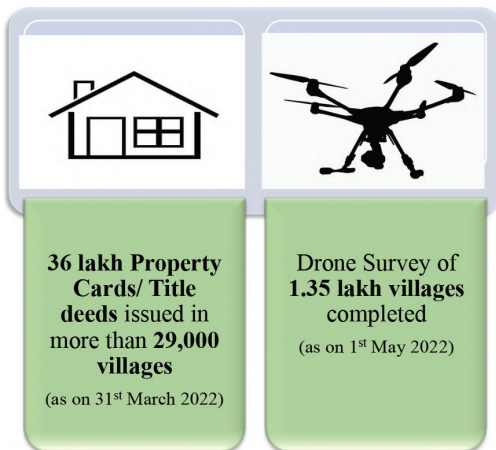 36 lakh Property
Cards/ Title
deeds issued in
more than 29,000
villages
(as on 31st March 2022)
Drone Survey of
1.35 lakh villages
completed
(as on 1st May 2022)